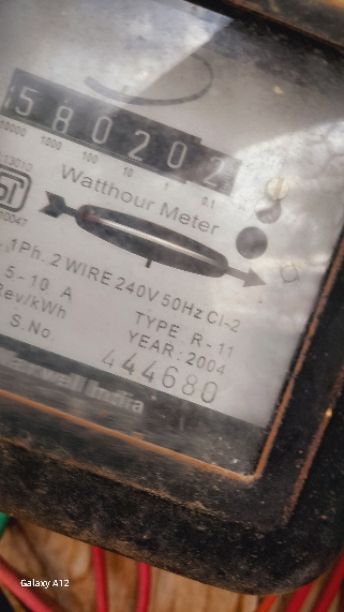 580202
1000 100 10 1 0.1
Watthour Meter
1Ph. 2 WIRE 240V 50Hz Cl-2
5-10 A TYPE R-11
Rev/kWh YEAR: 2004
S.No. 444680
India
Galaxy A12